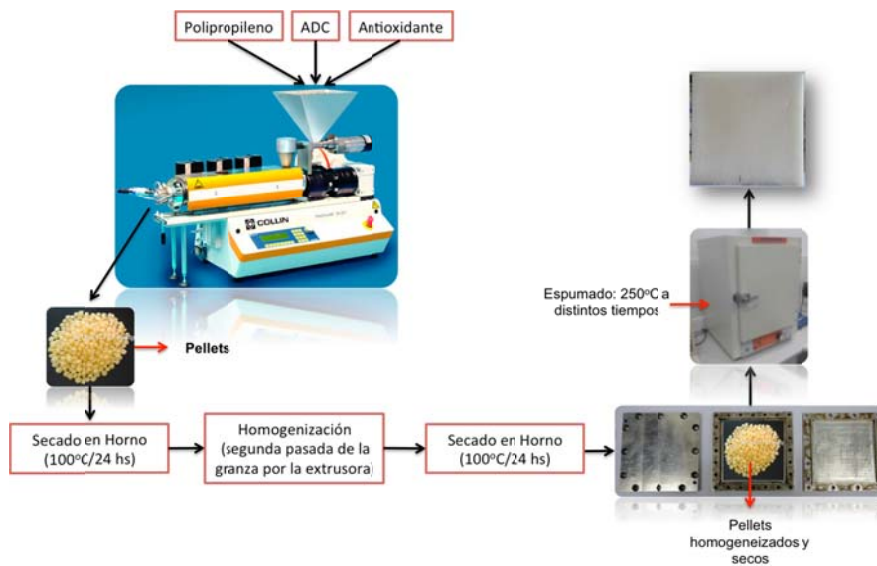 Polipropileno
ADC
Antioxidante
COLLIN
Pellets
Espumado: 250ºC a
distintos tiempos
Secado en Horno
(100ºC/24 hs)
Homogenización
(segunda pasada de la
granza por la extrusora)
Secado en Horno
(100ºC/24 hs)
Pellets
homogeneizados y
secos